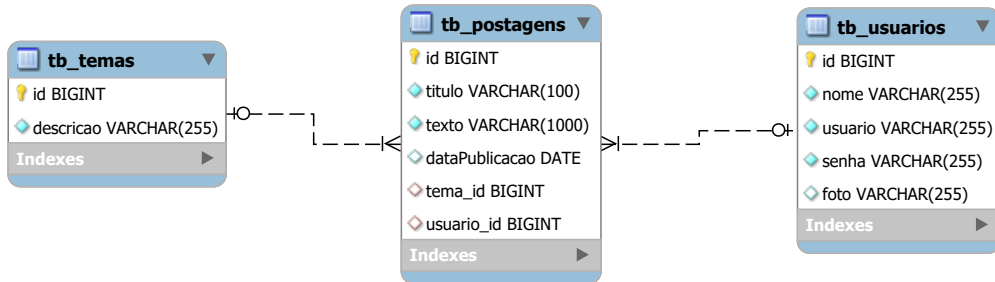 tb_temas
id BIGINT
descricao VARCHAR(255)
Indexes
tb_postagens
id BIGINT
titulo VARCHAR(100)
texto VARCHAR(1000)
dataPublicacao DATE
tema_id BIGINT
usuario_id BIGINT
Indexes
tb_usuarios
id BIGINT
nome VARCHAR(255)
usuario VARCHAR(255)
senha VARCHAR(255)
foto VARCHAR(255)
Indexes